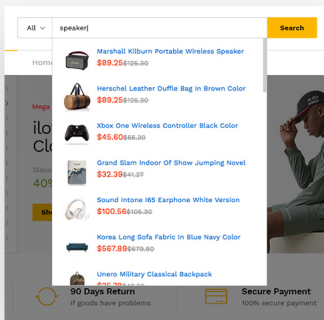 All
speaker
Search
Home
Marshall Kilburn Portable Wireless Speaker
$89.25$126.30
Herschel Leather Duffle Bag In Brown Color
$89.25$126.30
Xbox One Wireless Controller Black Color
$45.60$55.30
Mega
Grand Slam Indoor Of Show Jumping Novel
$32.39$41.27
Sound Intone I65 Earphone White Version
$100.56$105.30
Korea Long Sofa Fabric In Blue Navy Color
$567.89$679.80
Unero Military Classical Backpack
90 Days Return
If goods have problems
Secure Payment
100% secure payment